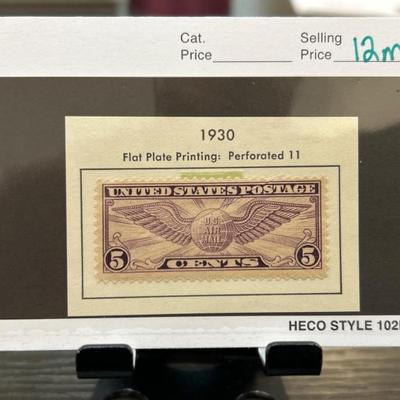 Cat.
Price
Selling
Price 12m
1930
Flat Plate Printing: Perforated 11
UNITED STATES POSTAGE
U.S.
AIR
MAIL
5 CENTS 5
HECO STYLE 102